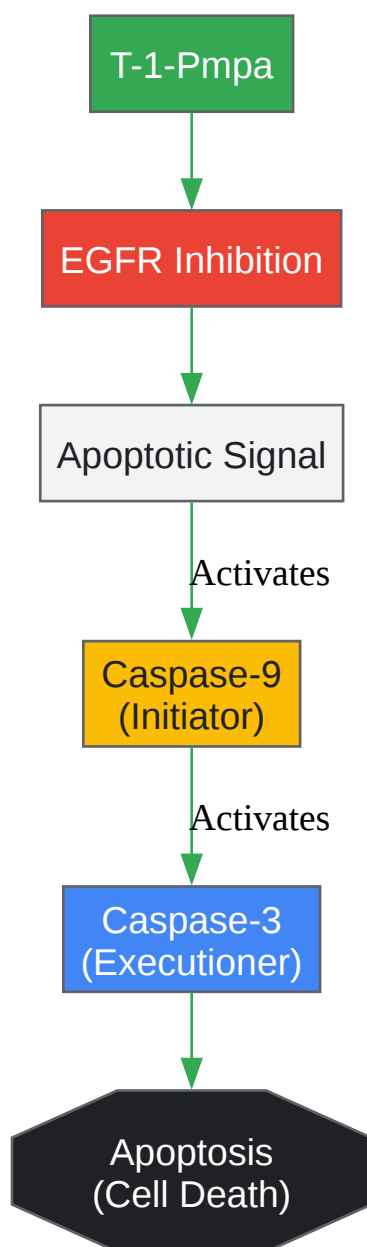 T-1-Pmpa
EGFR Inhibition
Apoptotic Signal
Activates
Caspase-9
(Initiator)
Activates
Caspase-3
(Executioner)
Apoptosis
(Cell Death)